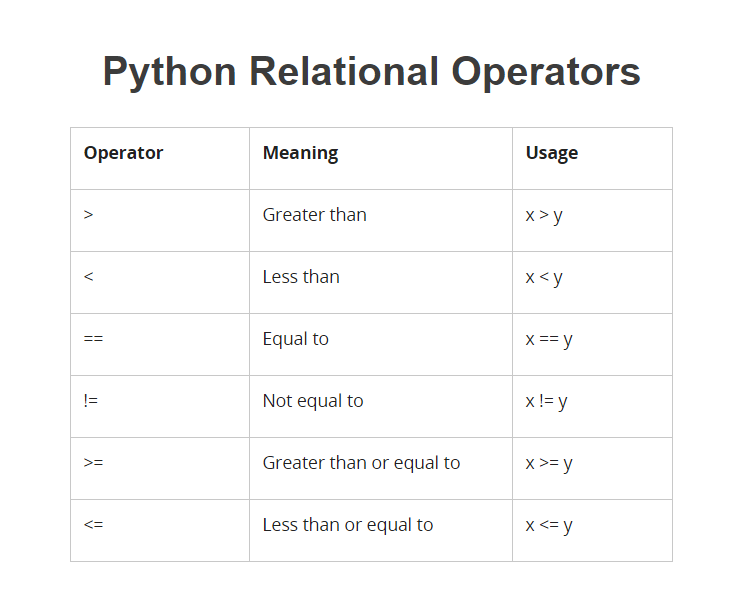 Python Relational Operators
Operator Meaning Usage
> Greater than x > y
< Less than x < y
== Equal to x == y
!= Not equal to x != y
>= Greater than or equal to x >= y
<= Less than or equal to x <= y